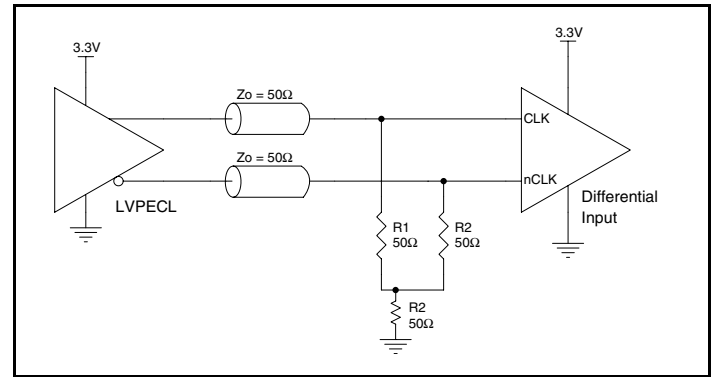 3.3V
3.3V
Zo = 50Ω
CLK
Zo = 50Ω
nCLK
LVPECL
Differential
Input
R1
50Ω
R2
50Ω
R2
50Ω